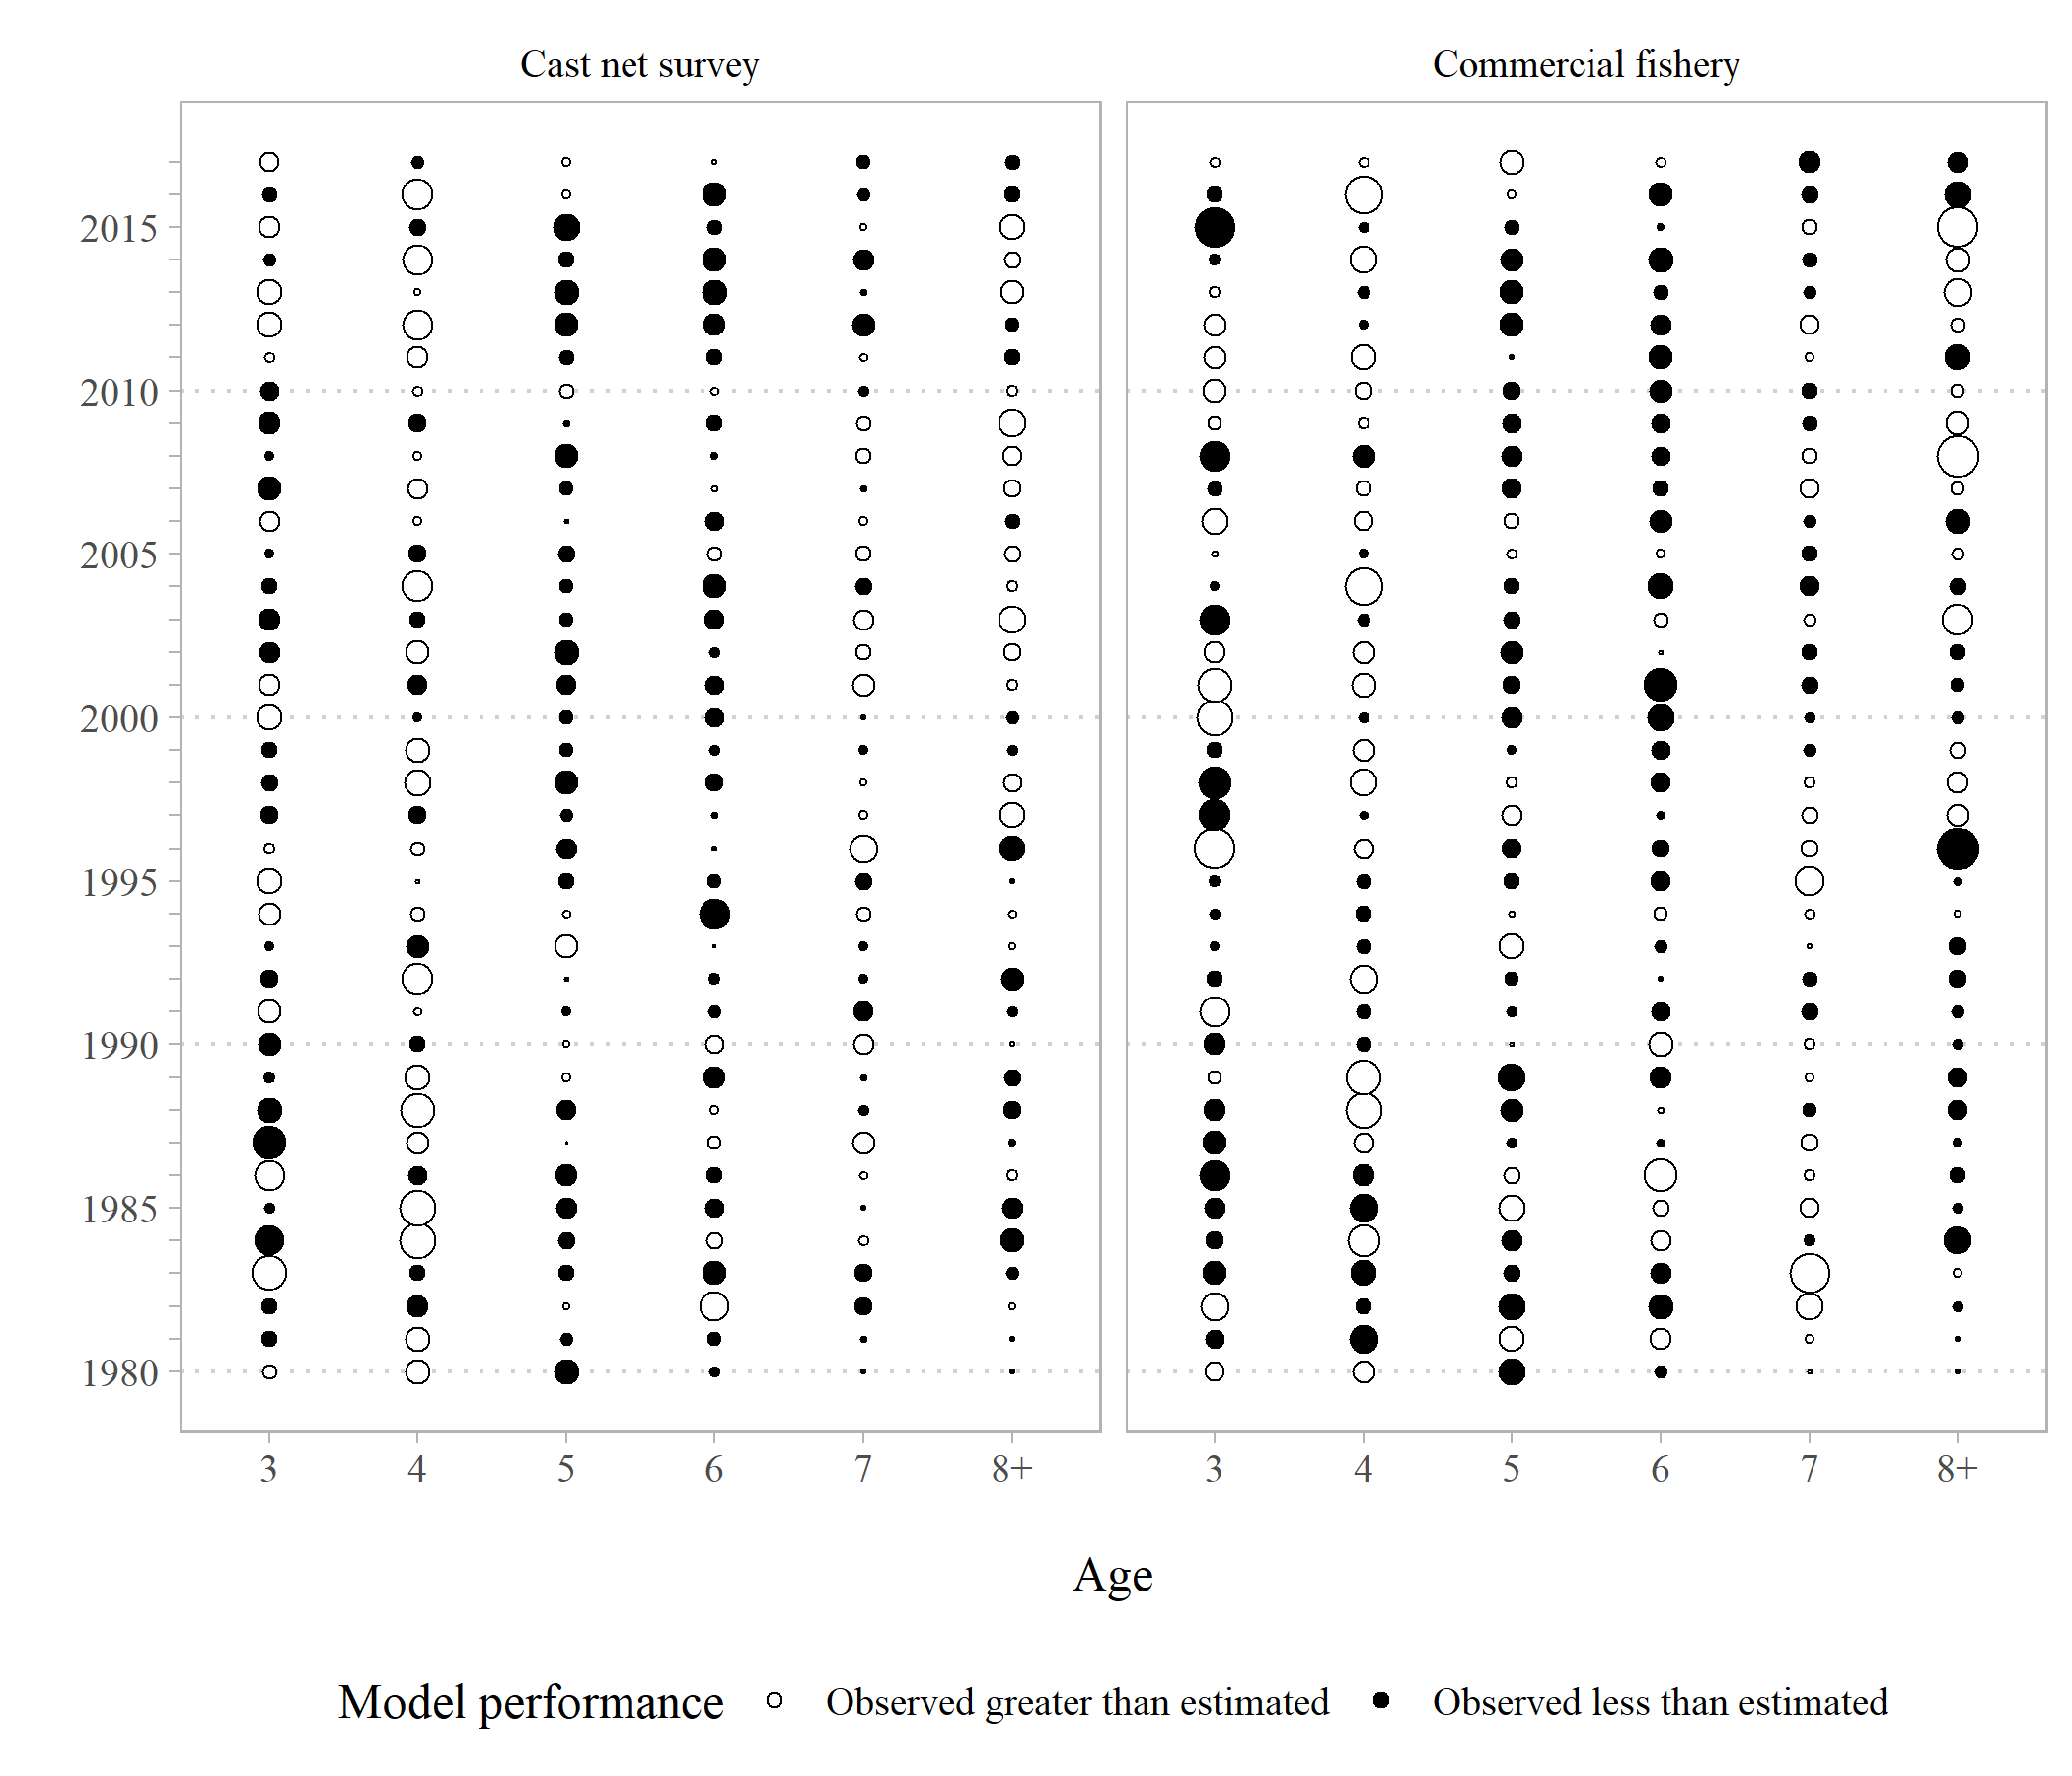 Cast net survey Commercial fishery
2015
2010
2005
2000
1995
1990
1985
1980
3 4 5 6 7 8+ 3 4 5 6 7 8+
Age
Model performance Observed greater than estimated Observed less than estimated